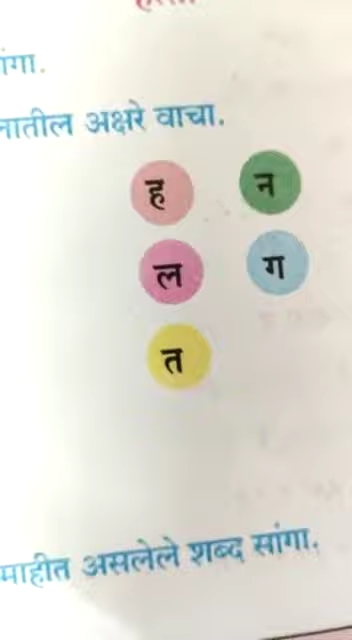 ांगा.
नातील अक्षरे वाचा.
ह न
ल ग
त
माहीत असलेले शब्द सांगा.